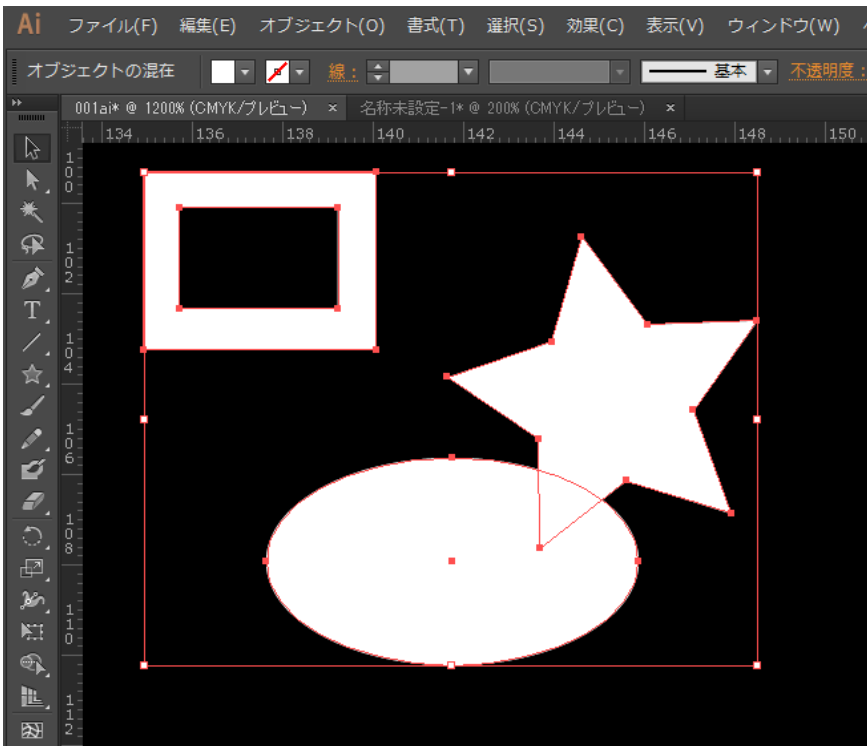 Ai ファイル(F) 編集(E) オブジェクト(O) 書式(T) 選択(S) 効果(C) 表示(V) ウィンドウ(W)
オブジェクトの混在 線： 基本 不透明度：
001ai* @ 1200% (CMYK/プレビュー) × 名称未設定-1* @ 200% (CMYK/プレビュー) ×
134 136 138 140 142 144 146 148 150
100
102
104
106
108
110
112